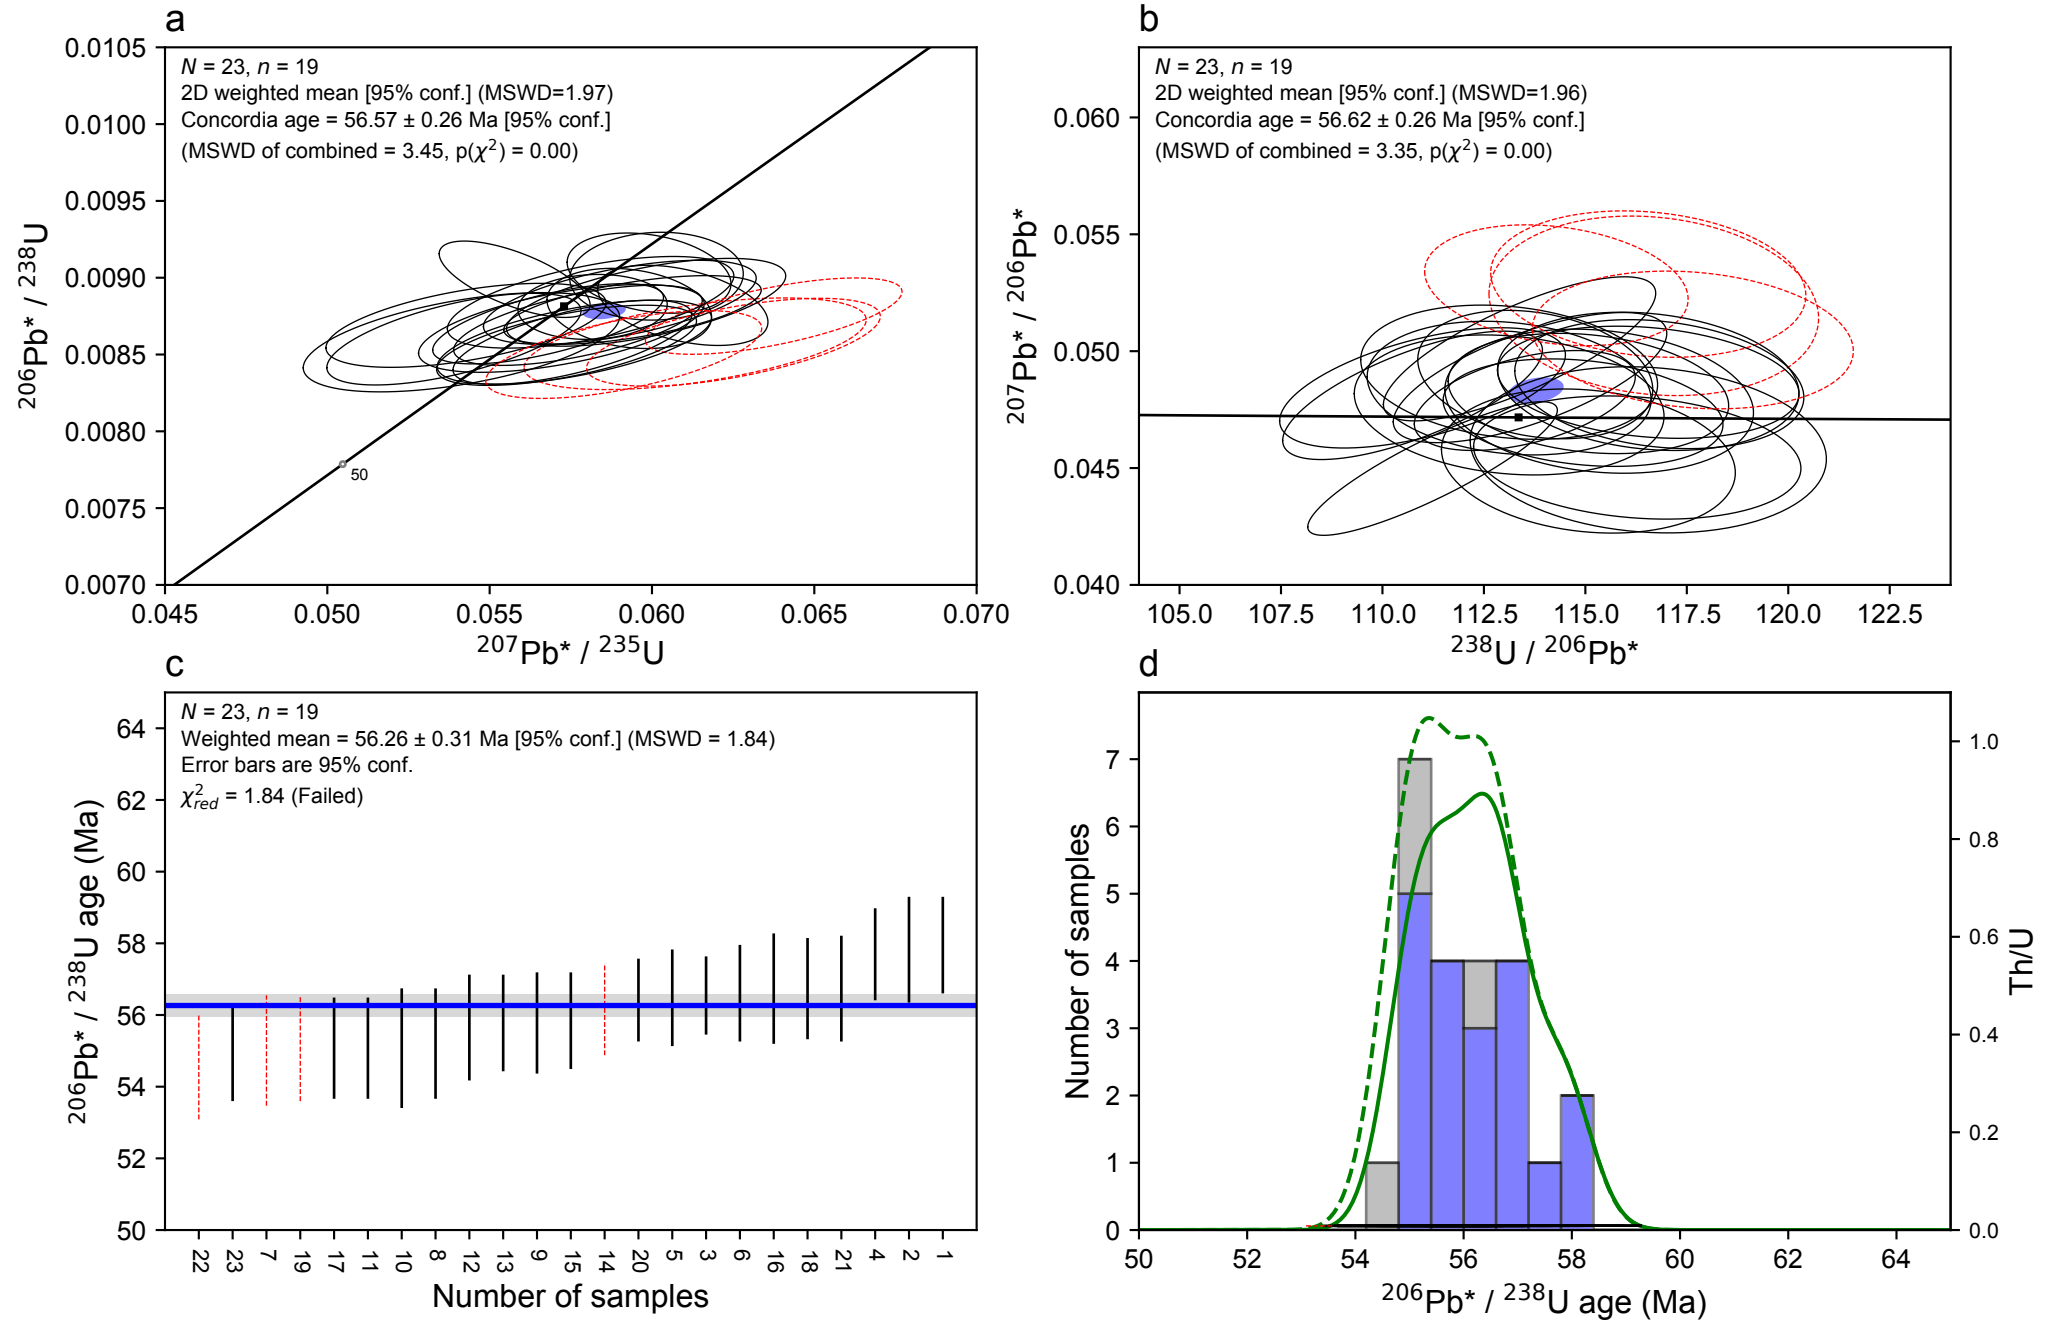 a
N = 23, n = 19
2D weighted mean [95% conf.] (MSWD=1.97)
Concordia age = 56.57 ± 0.26 Ma [95% conf.]
(MSWD of combined = 3.45, p(χ²) = 0.00)
0.0105
0.0100
0.0095
0.0090
0.0085
0.0080
0.0075
0.0070
²⁰⁶Pb* / ²³⁸U
50
0.045 0.050 0.055 0.060 0.065 0.070
²⁰⁷Pb* / ²³⁵U
b
N = 23, n = 19
2D weighted mean [95% conf.] (MSWD=1.96)
Concordia age = 56.62 ± 0.26 Ma [95% conf.]
(MSWD of combined = 3.35, p(χ²) = 0.00)
0.060
0.055
0.050
0.045
0.040
²⁰⁷Pb* / ²⁰⁶Pb*
105.0 107.5 110.0 112.5 115.0 117.5 120.0 122.5
²³⁸U / ²⁰⁶Pb*
c
N = 23, n = 19
Weighted mean = 56.26 ± 0.31 Ma [95% conf.] (MSWD = 1.84)
Error bars are 95% conf.
χ²red = 1.84 (Failed)
64
62
60
58
56
54
52
50
²⁰⁶Pb* / ²³⁸U age (Ma)
22 23 7 19 17 11 10 8 12 13 9 15 14 20 5 3 6 16 18 21 4 2 1
Number of samples
d
7
6
5
4
3
2
1
0
Number of samples
1.0
0.8
0.6
0.4
0.2
0.0
Th/U
50 52 54 56 58 60 62 64
²⁰⁶Pb* / ²³⁸U age (Ma)